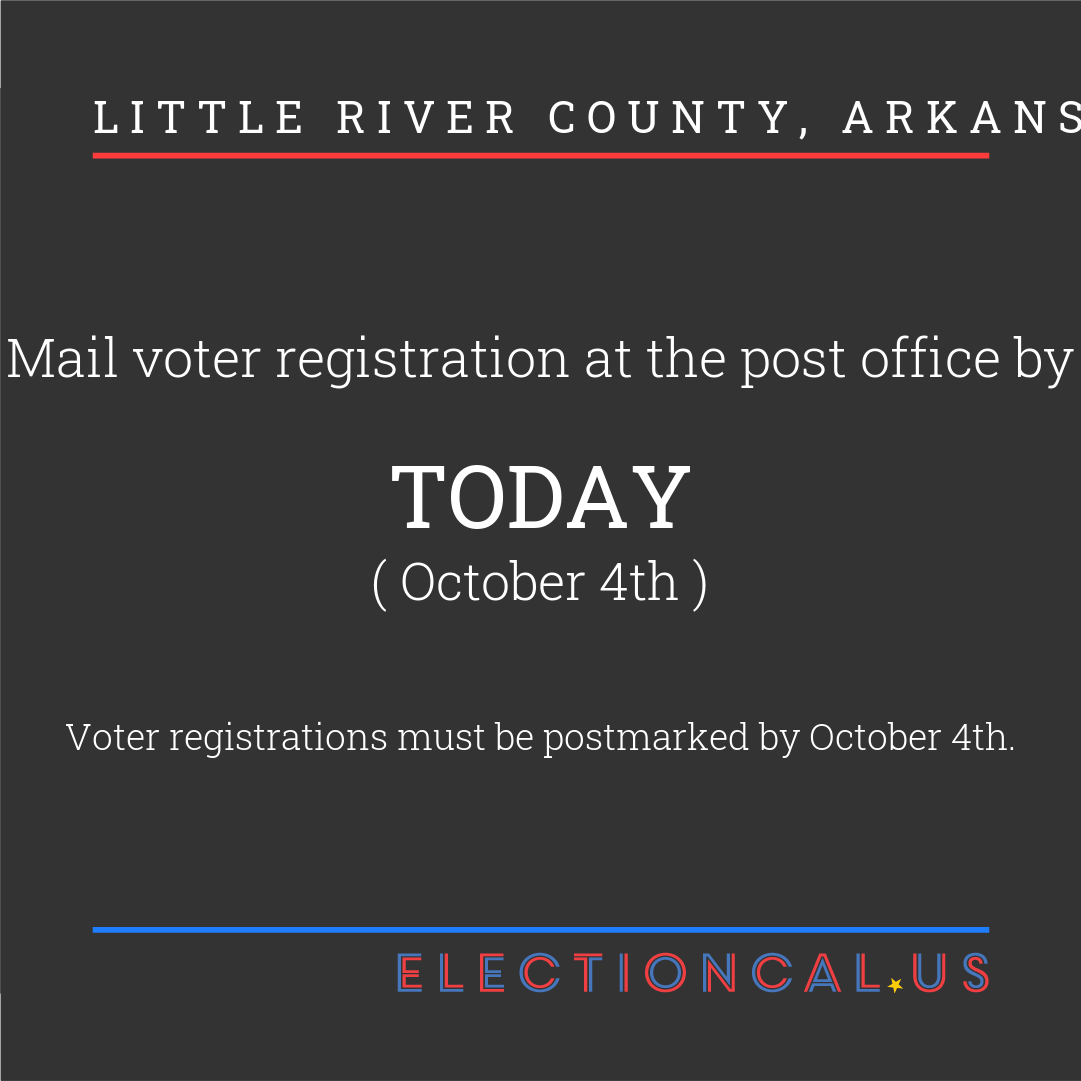 LITTLE RIVER COUNTY, ARKANS
Mail voter registration at the post office by
TODAY
( October 4th )
Voter registrations must be postmarked by October 4th.
ELECTIONCAL.US